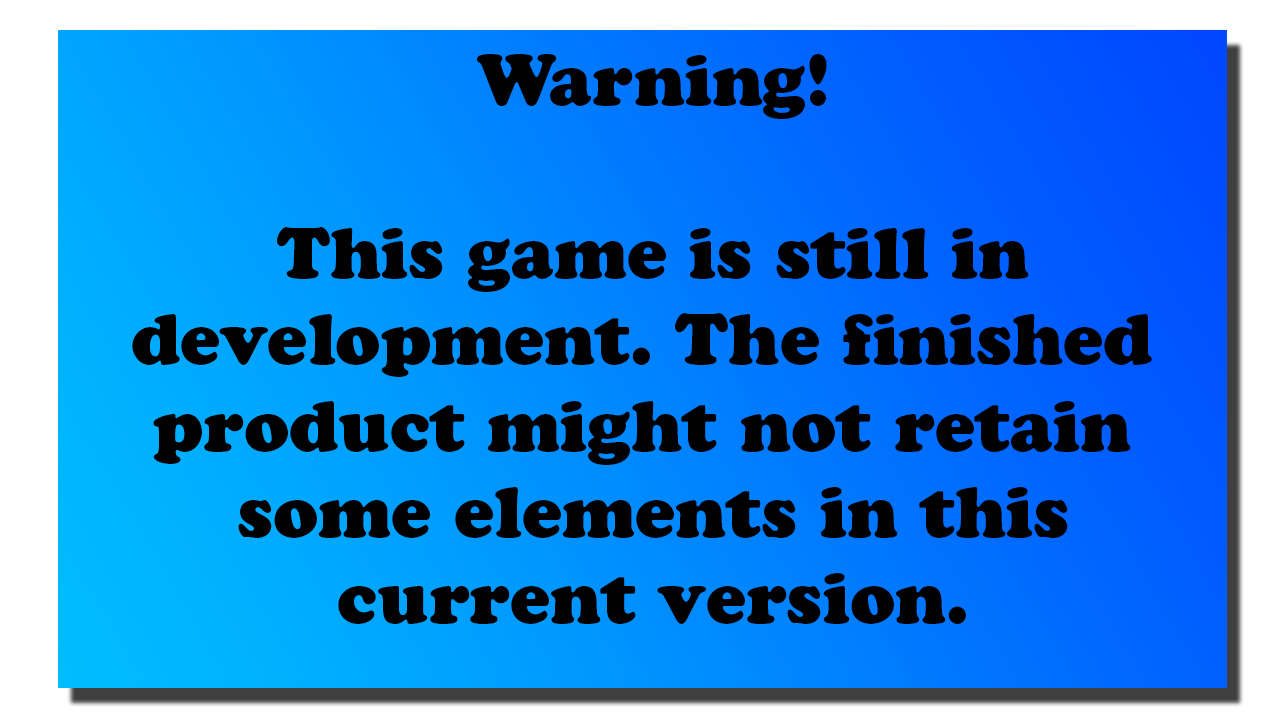 Warning!
This game is still in
development. The finished
product might not retain
some elements in this
current version.